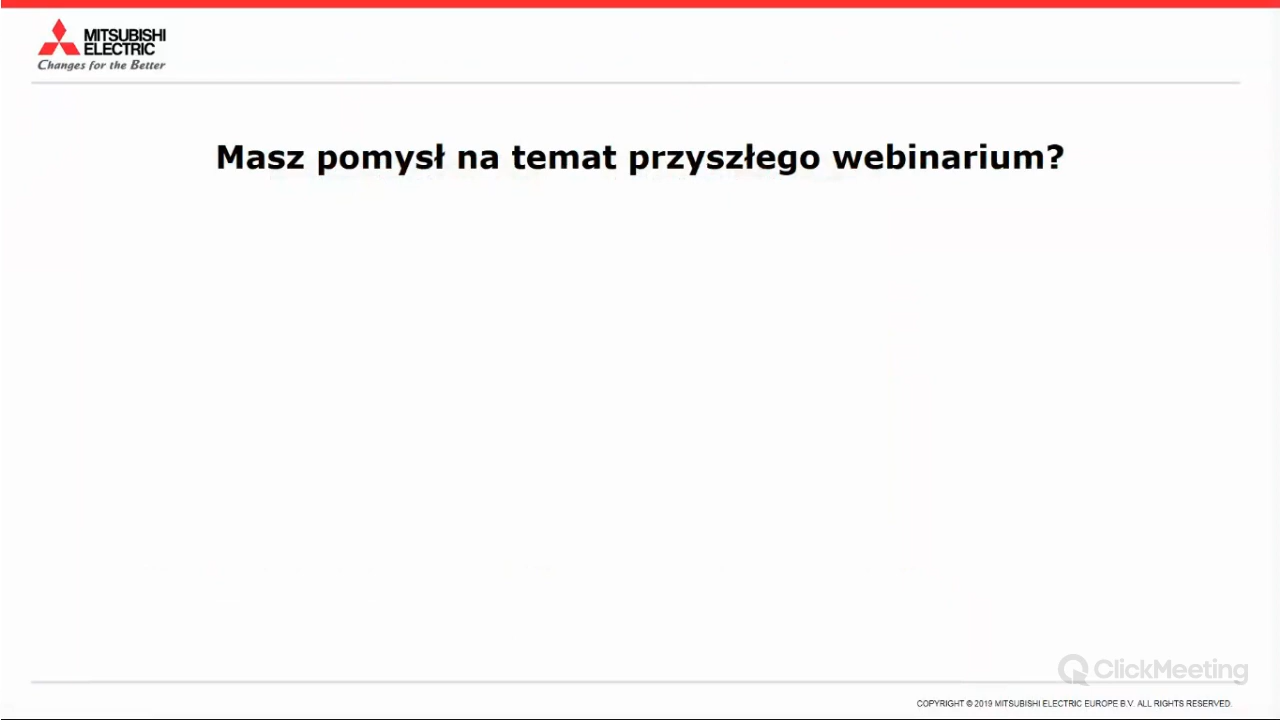 MITSUBISHI
ELECTRIC
Changes for the Better
Masz pomysł na temat przyszłego webinarium?
ClickMeeting
COPYRIGHT © 2019 MITSUBISHI ELECTRIC EUROPE B.V. ALL RIGHTS RESERVED.